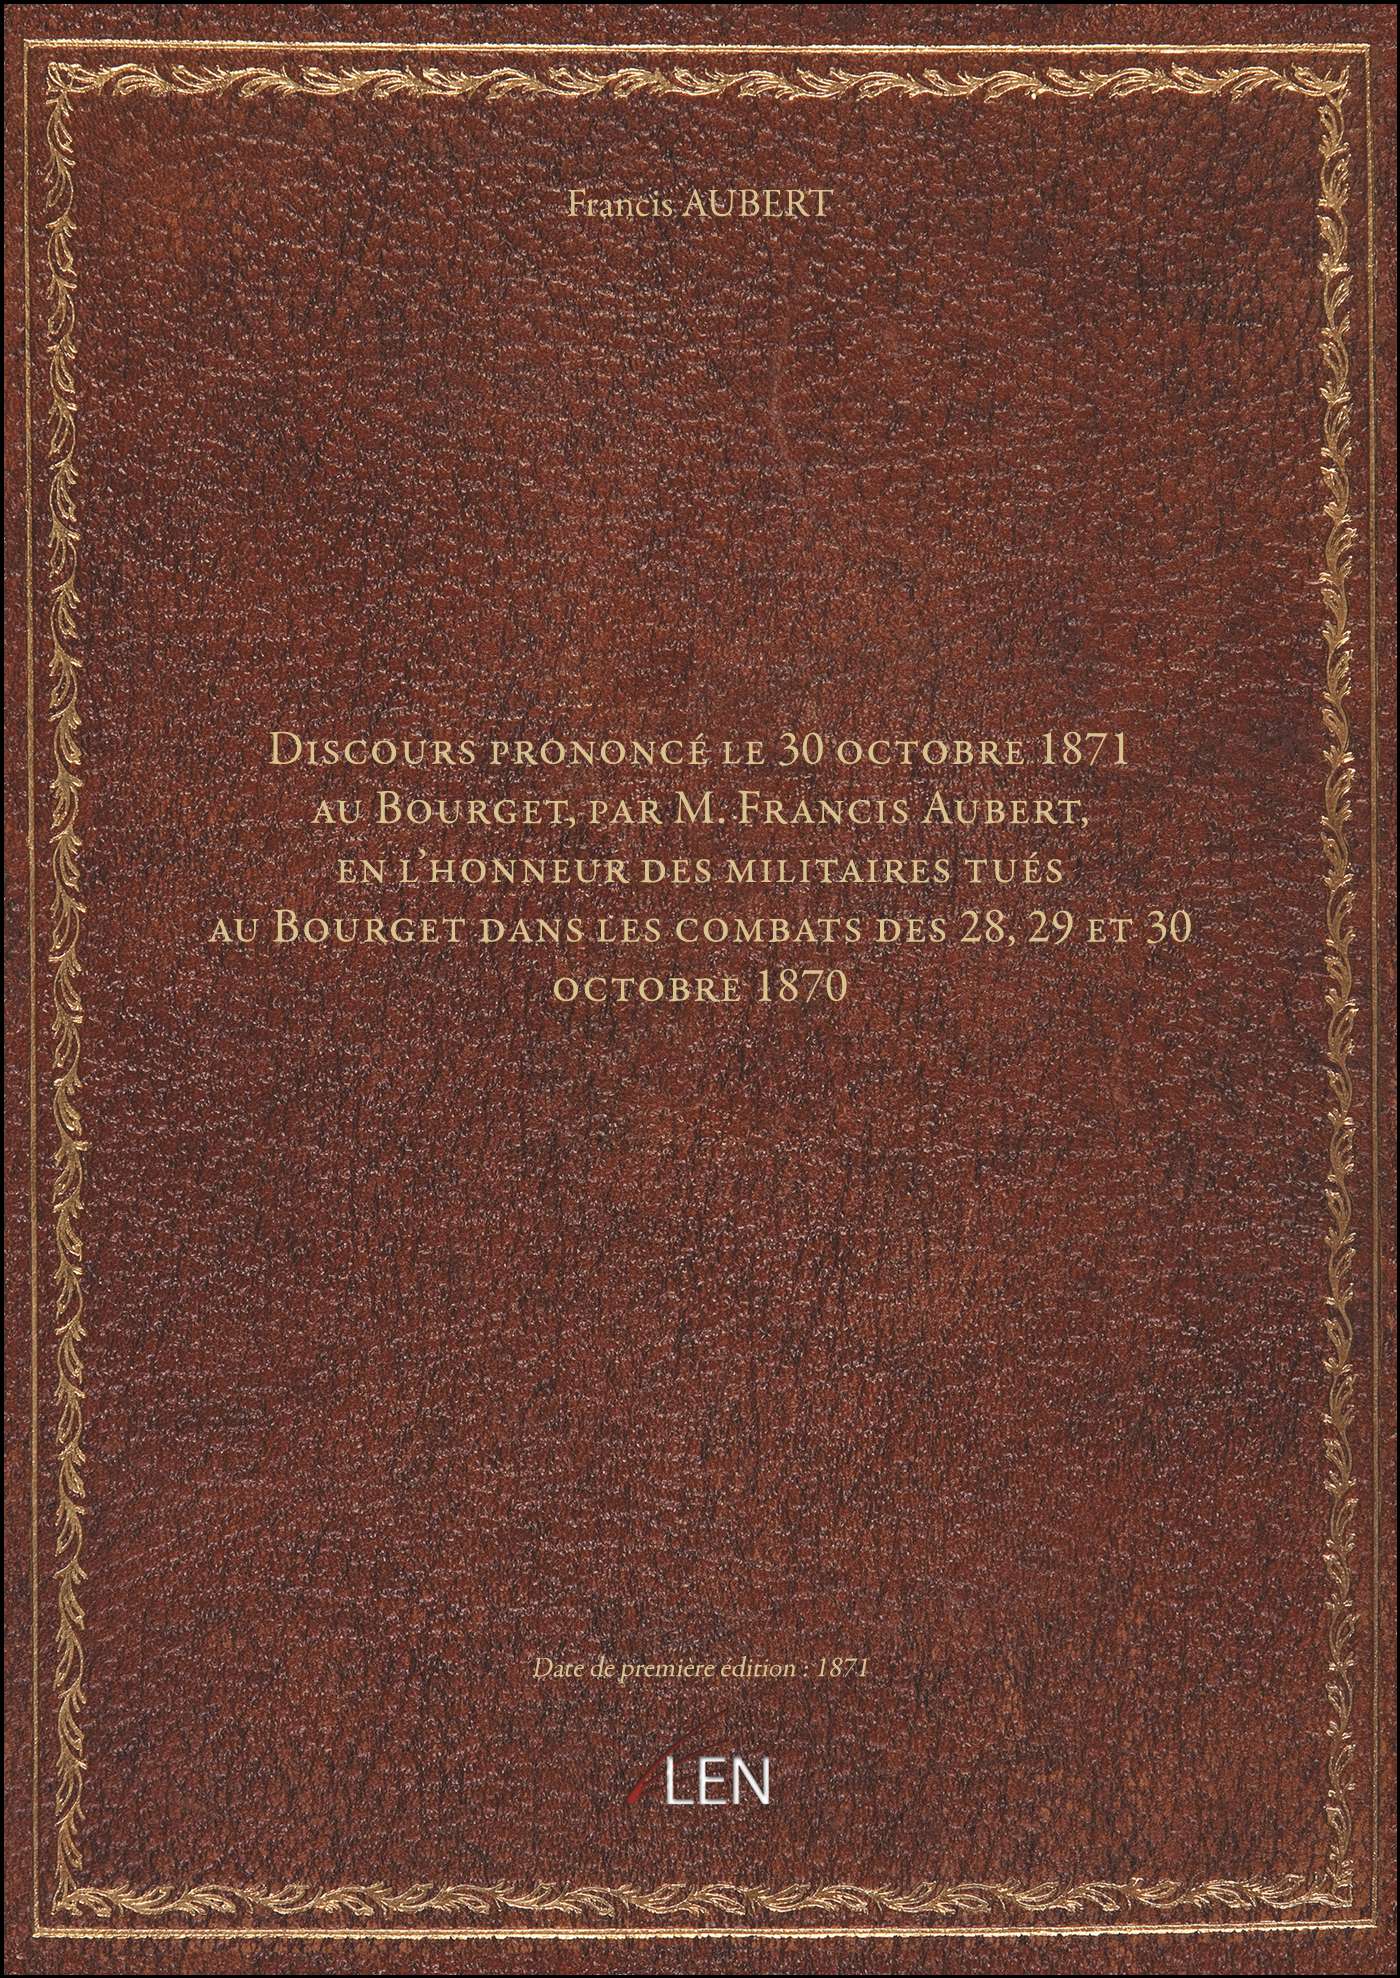 Francis AUBERT
Discours prononcé le 30 octobre 1871
au Bourget, par M. Francis Aubert,
en l'honneur des militaires tués
au Bourget dans les combats des 28, 29 et 30
octobre 1870
Date de première édition : 1871
LEN